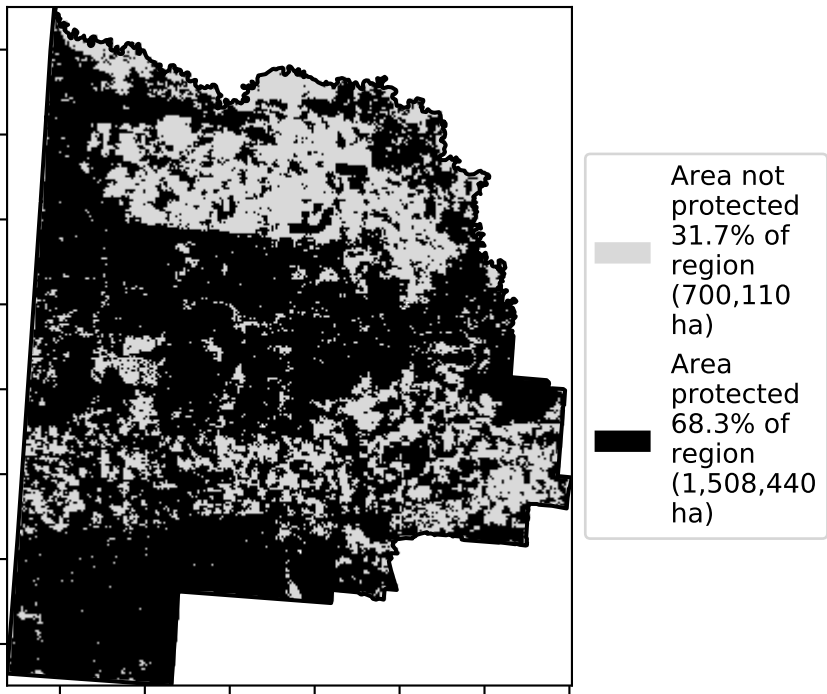 Area not
protected
31.7% of
region
(700,110
ha)
Area
protected
68.3% of
region
(1,508,440
ha)